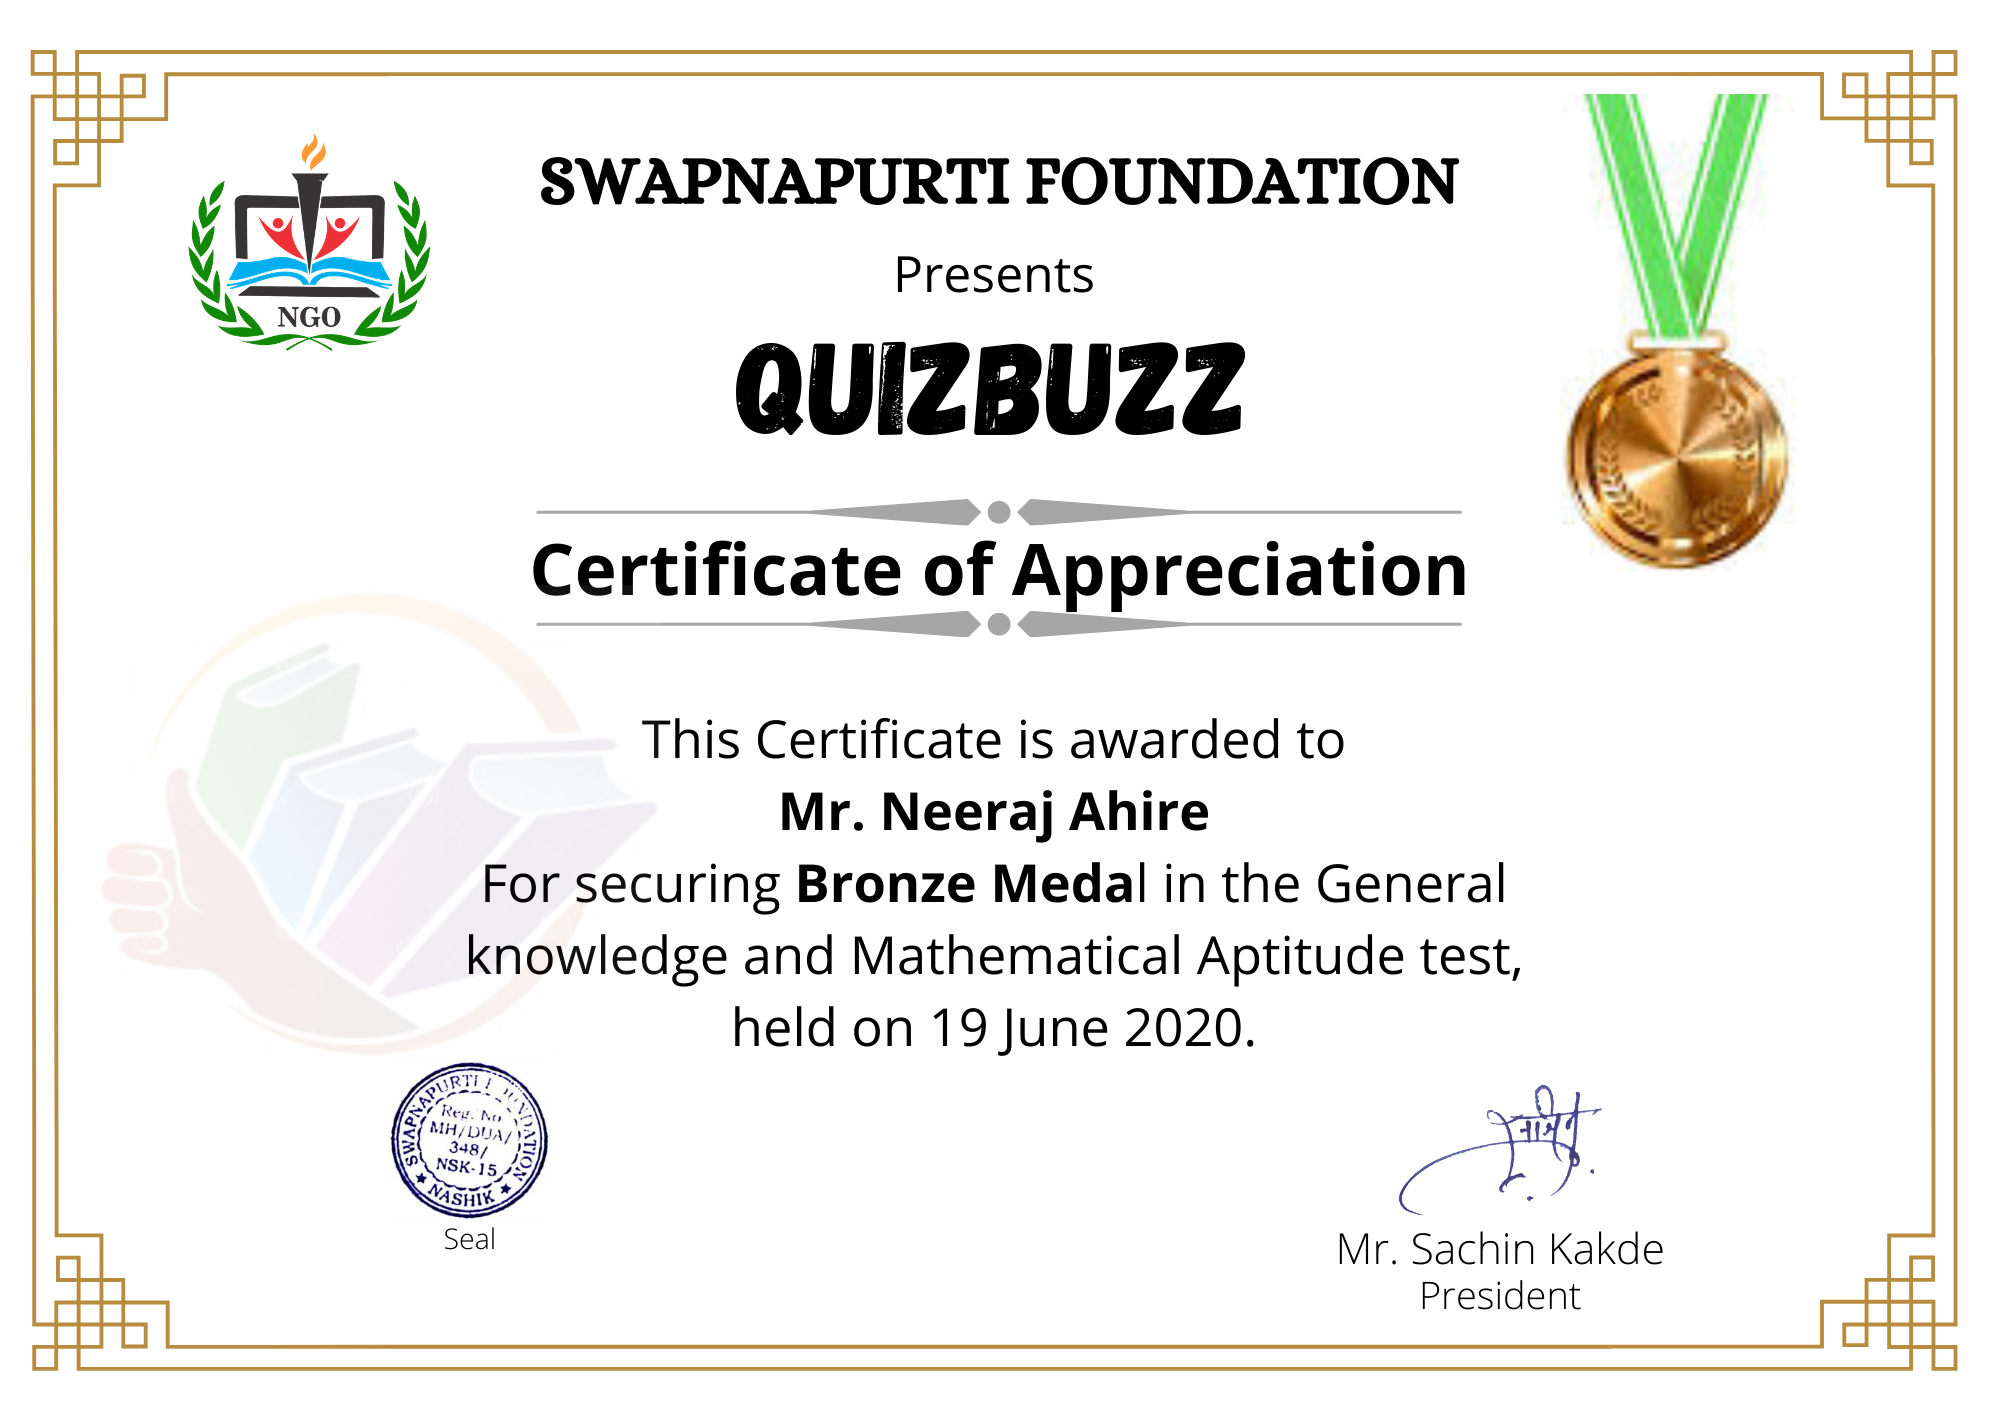 SWAPNAPURTI FOUNDATION
Presents
QUIZBUZZ
NGO
Certificate of Appreciation
This Certificate is awarded to
Mr. Neeraj Ahire
For securing Bronze Medal in the General
knowledge and Mathematical Aptitude test,
held on 19 June 2020.
SWAPNAPURTI FOUNDATION
Reg. No
MH/DUA/
348/
NSK-15
★ NASHIK ★
Seal
Mr. Sachin Kakde
President